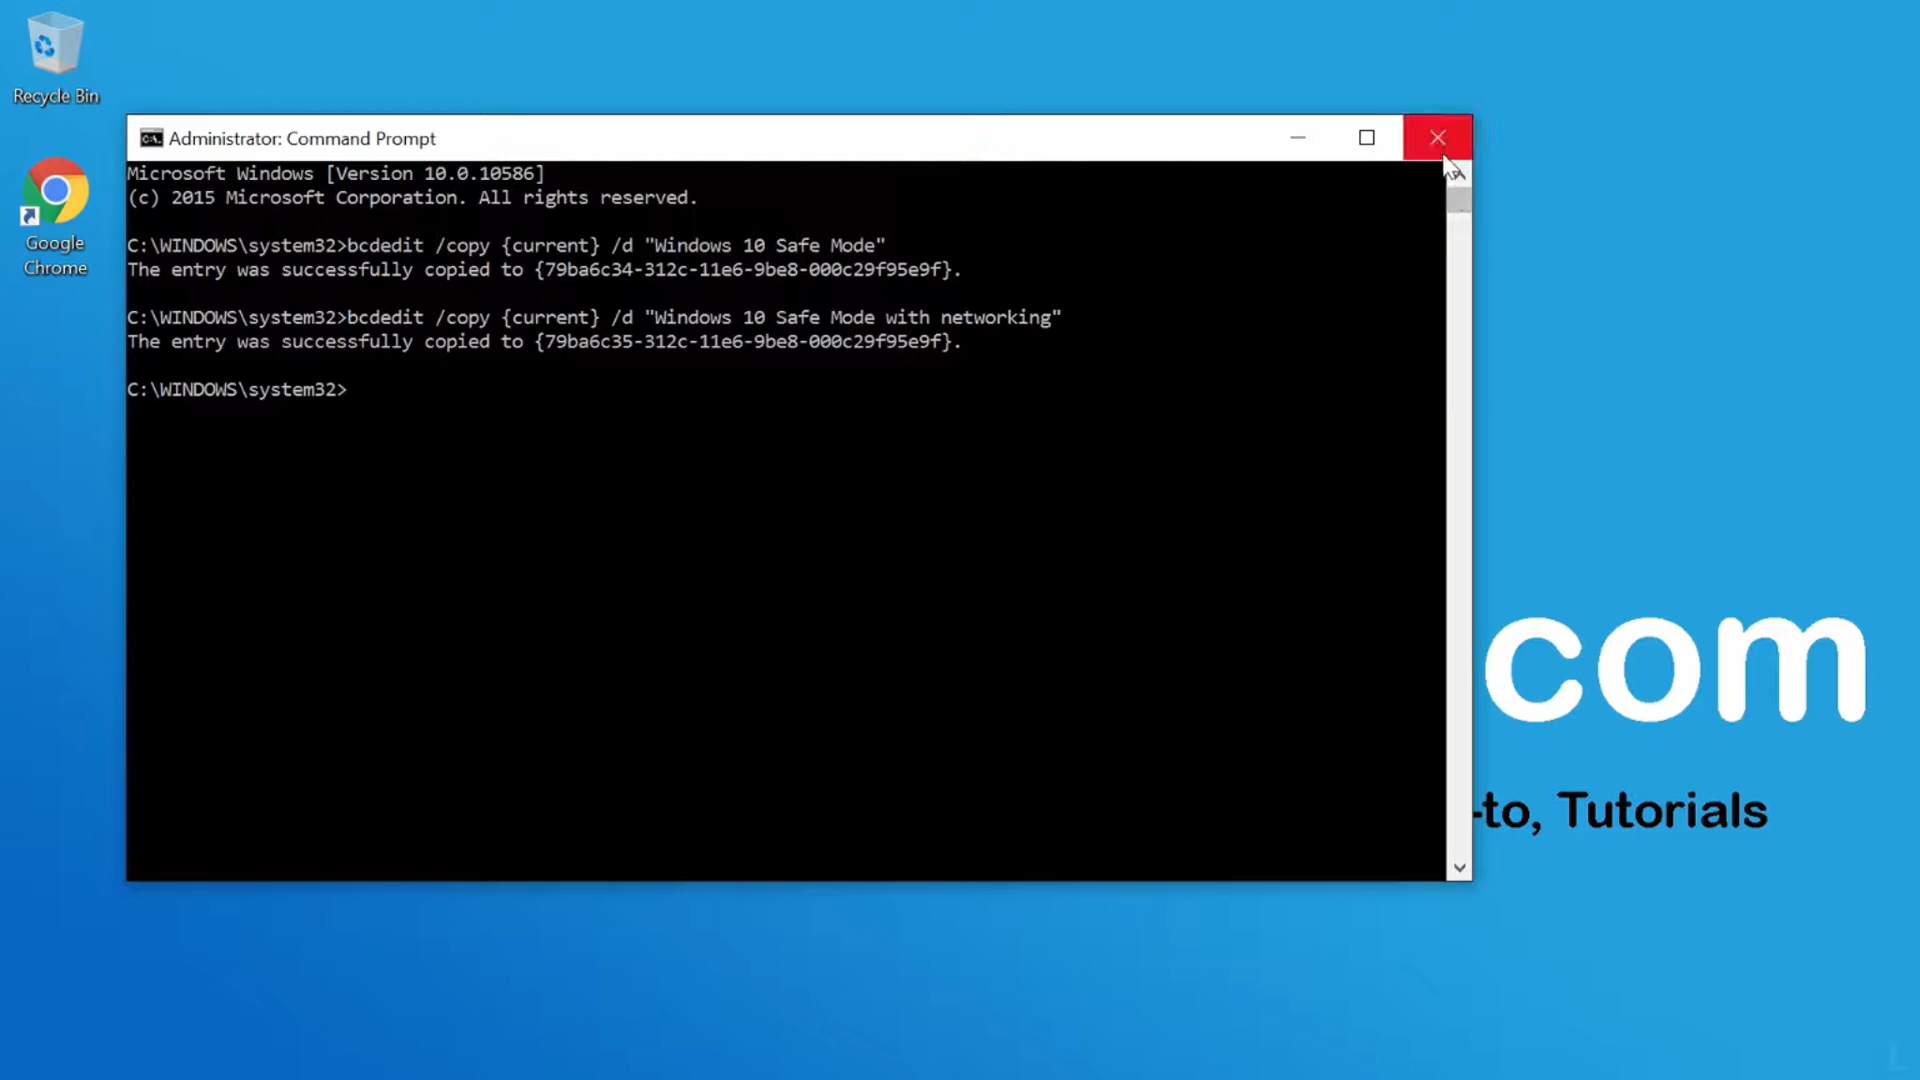 Recycle Bin
Google
Chrome
Administrator: Command Prompt
Microsoft Windows [Version 10.0.10586]
(c) 2015 Microsoft Corporation. All rights reserved.
C:\WINDOWS\system32>bcdedit /copy {current} /d "Windows 10 Safe Mode"
The entry was successfully copied to {79ba6c34-312c-11e6-9be8-000c29f95e9f}.
C:\WINDOWS\system32>bcdedit /copy {current} /d "Windows 10 Safe Mode with networking"
The entry was successfully copied to {79ba6c35-312c-11e6-9be8-000c29f95e9f}.
C:\WINDOWS\system32>
com
-to, Tutorials